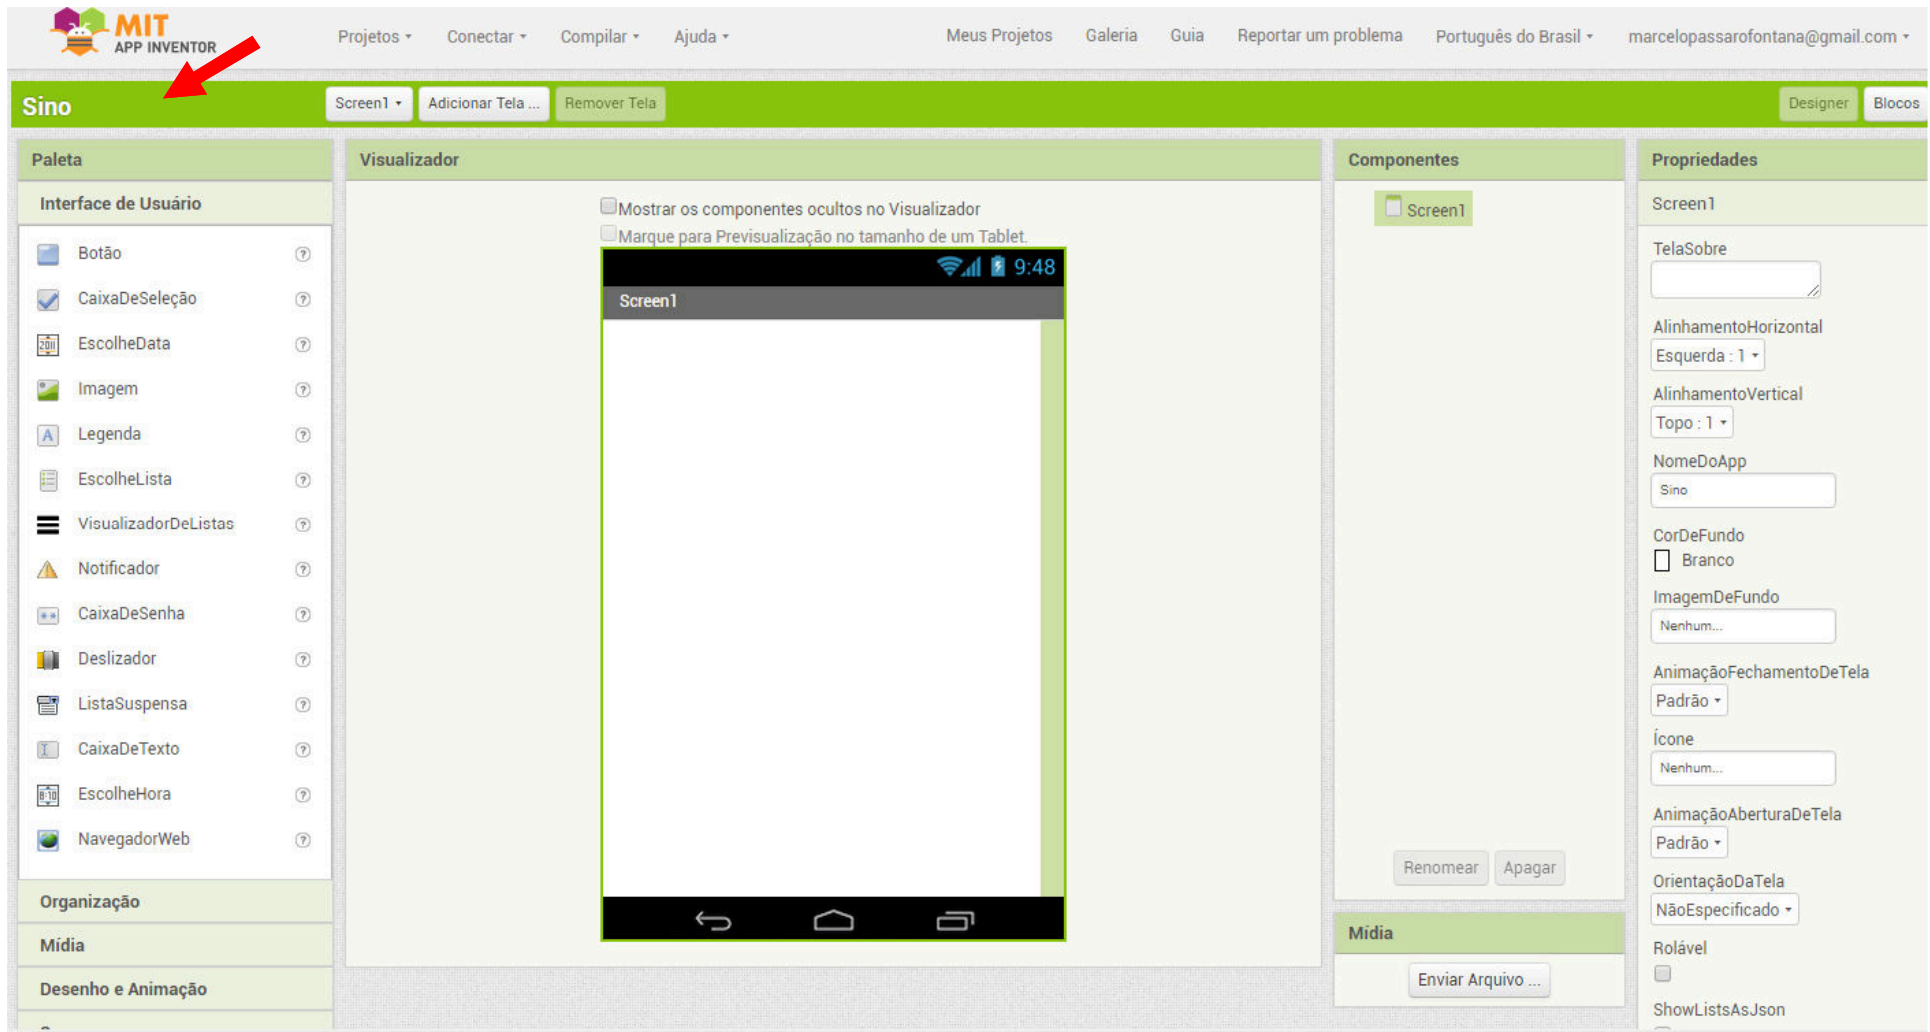 MIT
APP INVENTOR
Projetos
Conectar
Compilar
Ajuda
Meus Projetos
Galeria
Guia
Reportar um problema
Português do Brasil
marcelopassarofontana@gmail.com
Sino
Screen1
Adicionar Tela ...
Remover Tela
Designer
Blocos
Paleta
Interface de Usuário
Botão
CaixaDeSeleção
EscolheData
Imagem
Legenda
EscolheLista
VisualizadorDeListas
Notificador
CaixaDeSenha
Deslizador
ListaSuspensa
CaixaDeTexto
EscolheHora
NavegadorWeb
Organização
Mídia
Desenho e Animação
Visualizador
Mostrar os componentes ocultos no Visualizador
Marque para Previsualização no tamanho de um Tablet.
9:48
Screen1
Componentes
Screen1
Renomear
Apagar
Mídia
Enviar Arquivo ...
Propriedades
Screen1
TelaSobre
AlinhamentoHorizontal
Esquerda : 1
AlinhamentoVertical
Topo : 1
NomeDoApp
Sino
CorDeFundo
Branco
ImagemDeFundo
Nenhum...
AnimaçãoFechamentoDeTela
Padrão
Ícone
Nenhum...
AnimaçãoAberturaDeTela
Padrão
OrientaçãoDaTela
NãoEspecificado
Rolável
ShowListsAsJson